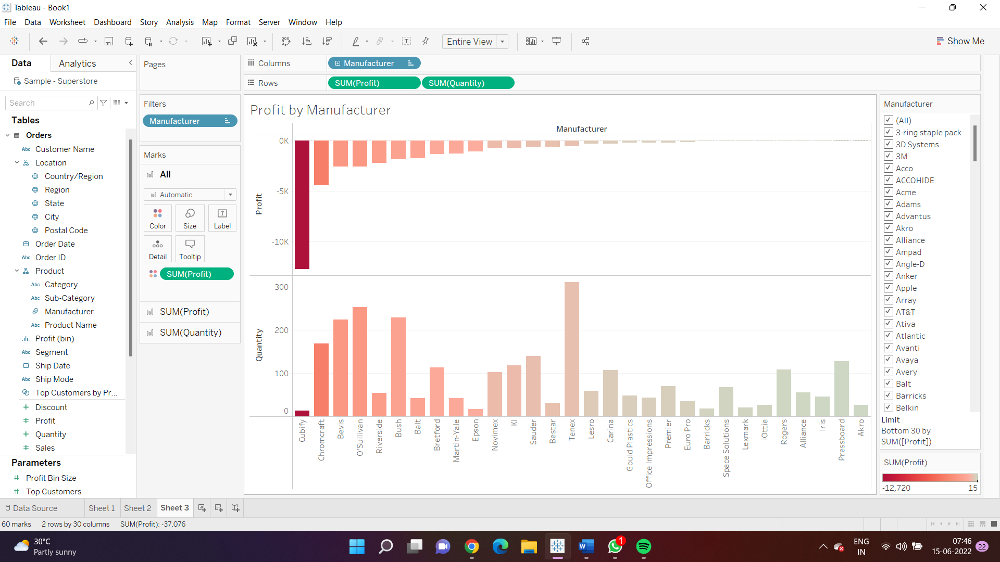 Tableau - Book1
File Data Worksheet Dashboard Story Analysis Map Format Server Window Help
Entire View
Show Me
Data Analytics
Sample - Superstore
Search
Tables
Orders
Abc Customer Name
Location
Country/Region
Region
State
City
Postal Code
Order Date
Abc Order ID
Product
Abc Category
Abc Sub-Category
Manufacturer
Abc Product Name
Profit (bin)
Abc Segment
Ship Date
Abc Ship Mode
Top Customers by Pr...
# Discount
# Profit
# Quantity
# Sales
Parameters
# Profit Bin Size
# Top Customers
Pages
Filters
Manufacturer
Marks
All
Automatic
Color Size Label
Detail Tooltip
SUM(Profit)
SUM(Profit)
SUM(Quantity)
Columns Manufacturer
Rows SUM(Profit) SUM(Quantity)
Profit by Manufacturer
Manufacturer
0K
-5K
-10K
Profit
300
200
100
0
Quantity
Cubify
Chromcraft
Bevis
O'Sullivan
Riverside
Bush
Balt
Bretford
Martin-Yale
Epson
Novimex
KI
Sauder
Bestar
Tenex
Lesro
Carina
Gould Plastics
Office Impressions
Premier
Euro Pro
Barricks
Space Solutions
Lexmark
iOttie
Rogers
Alliance
Iris
Pressboard
Akro
Manufacturer
(All)
3-ring staple pack
3D Systems
3M
Acco
ACCOHIDE
Acme
Adams
Advantus
Akro
Alliance
Ampad
Angle-D
Anker
Apple
Array
AT&T
Ativa
Atlantic
Avanti
Avaya
Avery
Balt
Barricks
Belkin
Limit
Bottom 30 by
SUM([Profit])
SUM(Profit)
-12,720 15
Data Source Sheet 1 Sheet 2 Sheet 3
60 marks 2 rows by 30 columns SUM(Profit): -37,076
30°C
Partly sunny
W
1
ENG
IN
07:46
15-06-2022
22